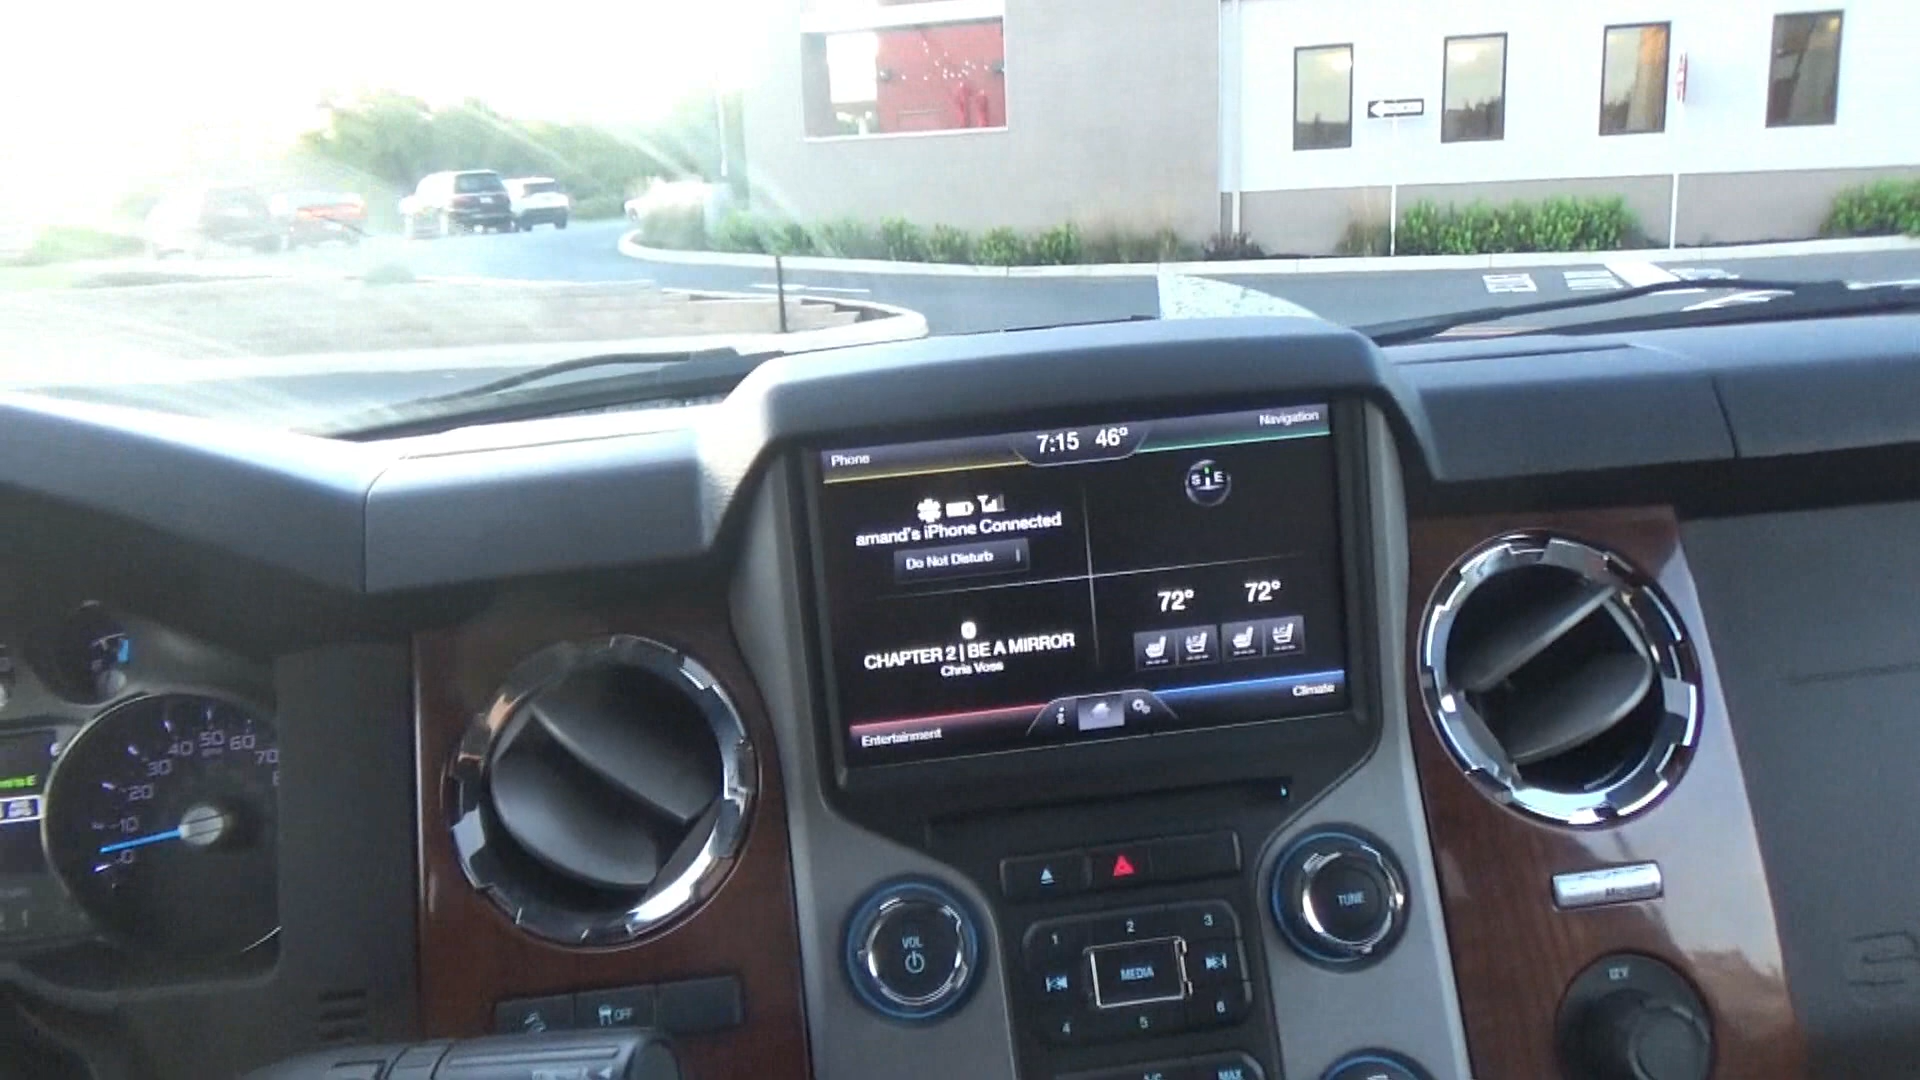 Phone
7:15 46°
Navigation
S E
amand's iPhone Connected
Do Not Disturb
72° 72°
CHAPTER 2 | BE A MIRROR
Chris Voss
Entertainment
Climate
0
10
20
30
40
50
60
70
VOL
TUNE
1
2
3
MEDIA
4
5
6
OFF
A/C
MAX
12V